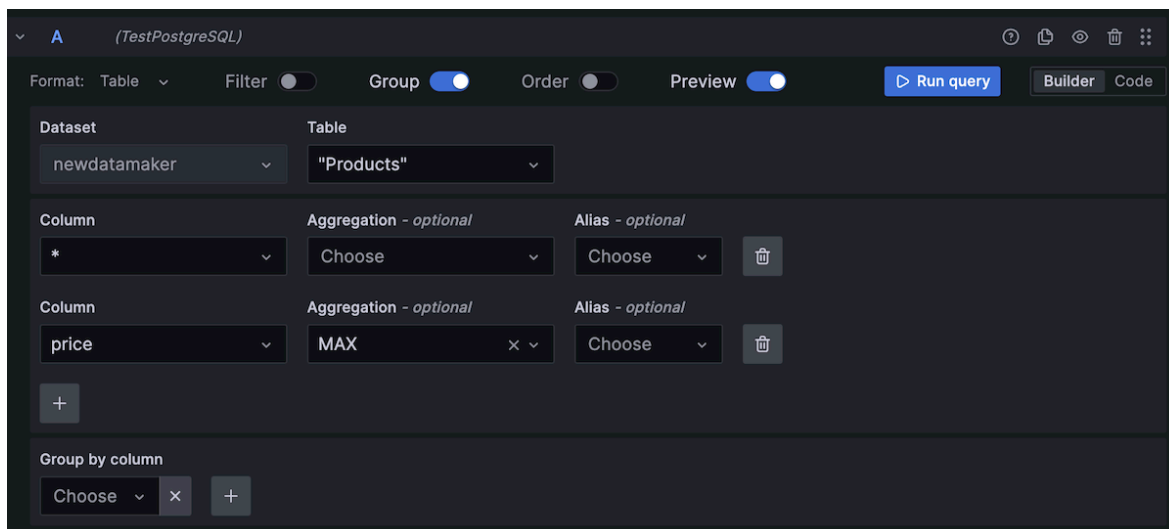 A (TestPostgreSQL)
Format: Table Filter Group Order Preview Run query Builder Code
Dataset Table
newdatamaker "Products"
Column Aggregation - optional Alias - optional
* Choose Choose
Column Aggregation - optional Alias - optional
price MAX Choose
+
Group by column
Choose × +